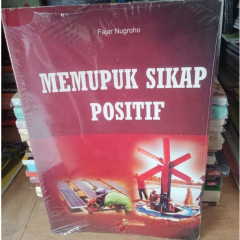 Fajar Nugroho
MEMUPUK SIKAP
POSITIF